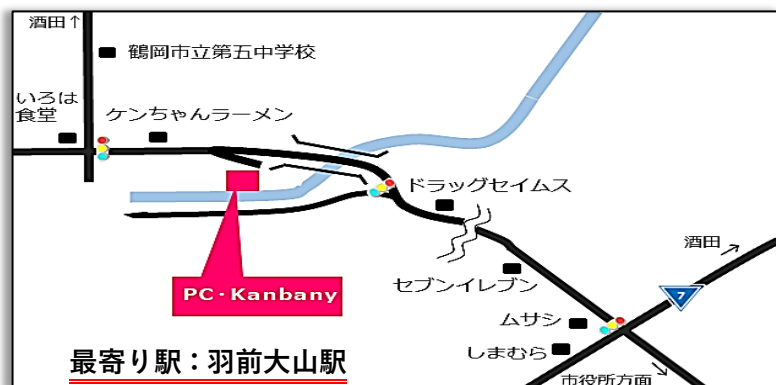 酒田↑
鶴岡市立第五中学校
いろは
食堂
ケンちゃんラーメン
ドラッグセイムス
酒田
セブンイレブン
PC・Kanbany
7
ムサシ
しまむら
最寄り駅：羽前大山駅
市役所方面